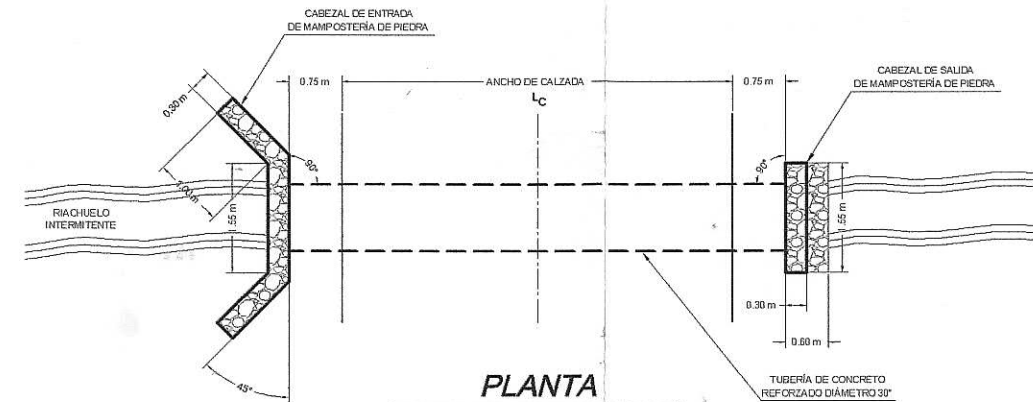 CABEZAL DE ENTRADA
DE MAMPOSTERÍA DE PIEDRA
0.75 m
ANCHO DE CALZADA
0.75 m
CABEZAL DE SALIDA
DE MAMPOSTERÍA DE PIEDRA
LC
0.30 m
90°
90°
1.00 m
.55 m
.55 m
RIACHUELO
INTERMITENTE
0.30 m
0.60 m
45°
PLANTA
TUBERÍA DE CONCRETO
REFORZADO DIÁMETRO 30"